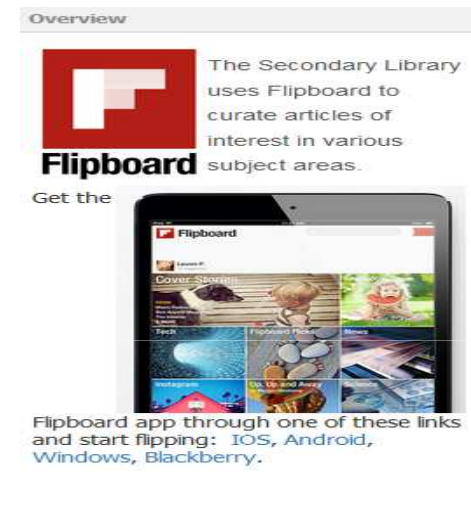 Overview
The Secondary Library
uses Flipboard to
curate articles of
interest in various
Flipboard subject areas.
Get the
Flipboard
Lauren P.
Cover Stories
Tech
Flipboard Picks
News
Instagram
Up, Up and Away
Science
Flipboard app through one of these links
and start flipping: IOS, Android,
Windows, Blackberry.